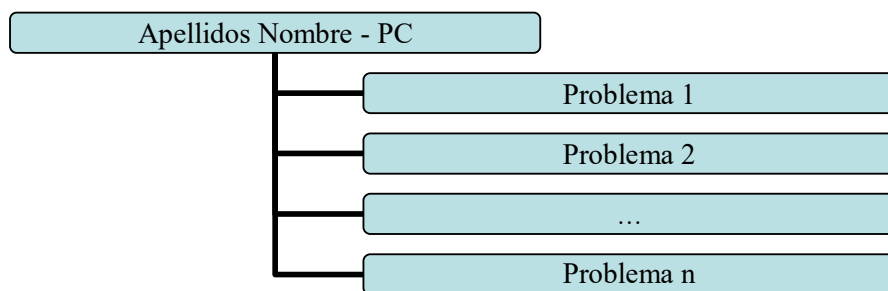 Apellidos Nombre - PC
Problema 1
Problema 2
...
Problema n